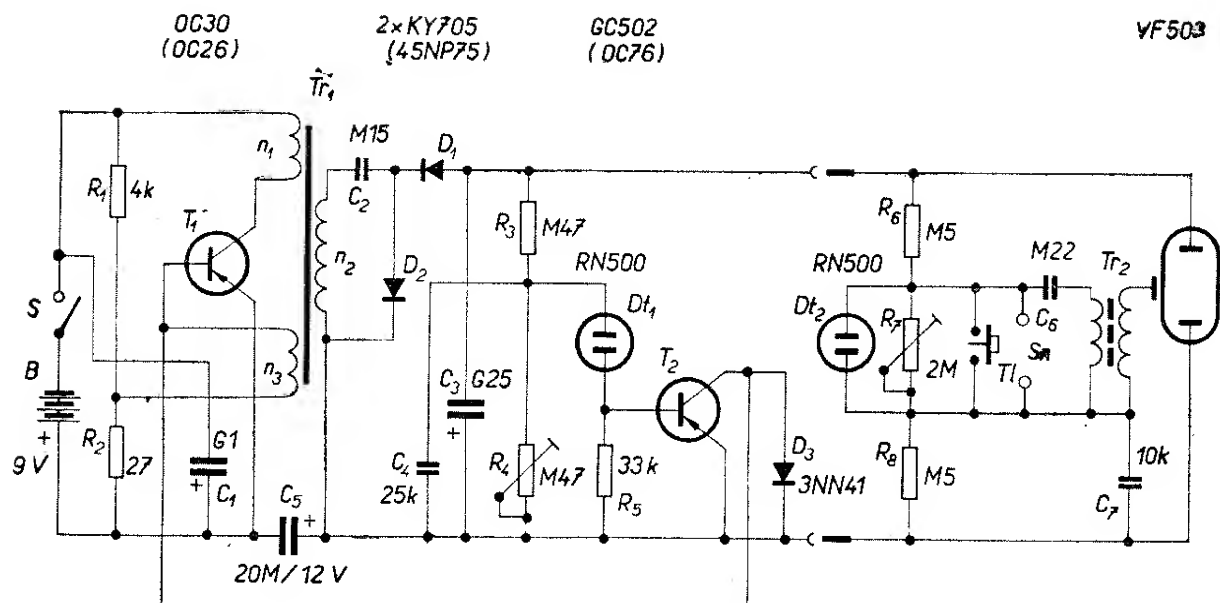 OC30
(OC26)
2×KY705
(45NP75)
GC502
(OC76)
VF503
Tr₁
n₁
R₁
4k
T₁
M15
C₂
D₁
n₂
D₂
R₃
M47
RN500
Dt₁
R₆
M5
RN500
Dt₂
M22
C₆
Tr₂
S
n₃
B
+
9 V
R₂
27
G1
+
C₁
C₅
+
20M/12 V
C₃
G25
+
C₄
25k
R₄
M47
T₂
33k
R₅
D₃
3NN41
R₇
2M
Tl
Sπ
R₈
M5
10k
C₇